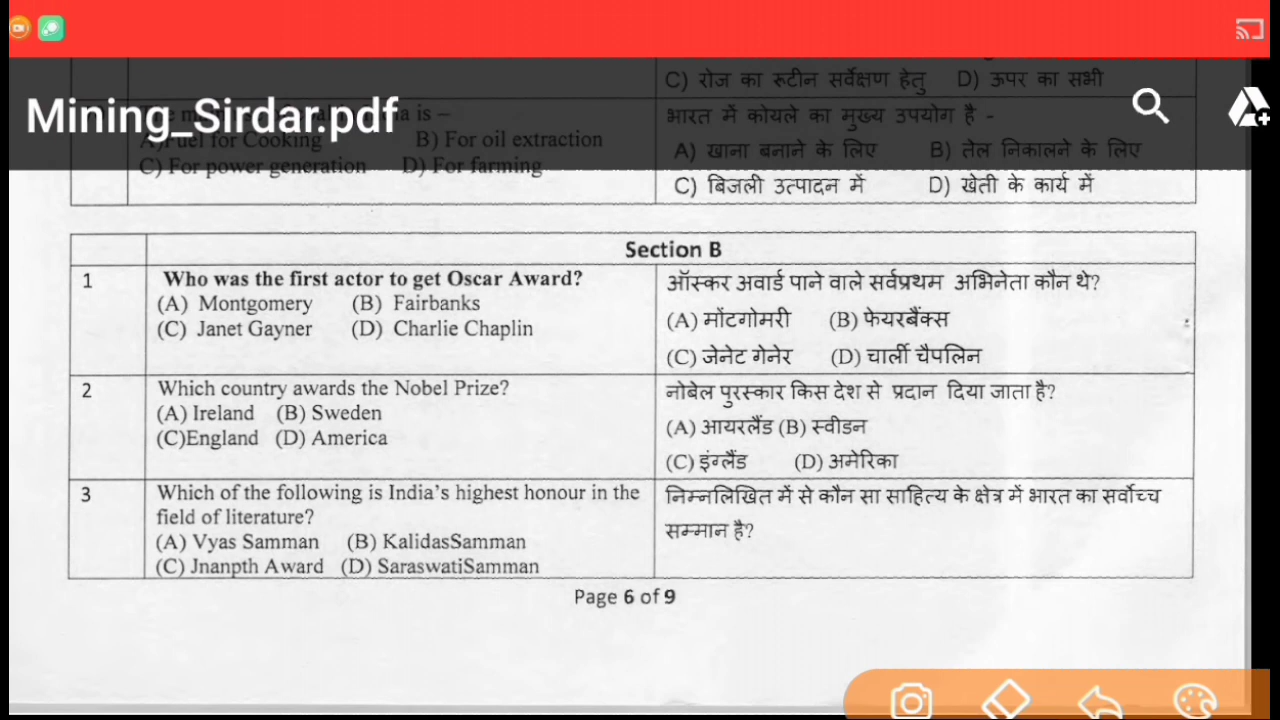 C) रोज का रूटीन सर्वेक्षण हेतु D) ऊपर का सभी
Mining_Sirdar.pdf
is –
A)Fuel for Cooking B) For oil extraction
C) For power generation D) For farming
भारत में कोयले का मुख्य उपयोग है -
A) खाना बनाने के लिए B) तेल निकालने के लिए
C) बिजली उत्पादन में D) खेती के कार्य में
Section B
1
Who was the first actor to get Oscar Award?
(A) Montgomery (B) Fairbanks
(C) Janet Gayner (D) Charlie Chaplin
ऑस्कर अवार्ड पाने वाले सर्वप्रथम अभिनेता कौन थे?
(A) मोंटगोमरी (B) फेयरबैंक्स
(C) जेनेट गेनेर (D) चार्ली चैपलिन
2
Which country awards the Nobel Prize?
(A) Ireland (B) Sweden
(C)England (D) America
नोबेल पुरस्कार किस देश से प्रदान दिया जाता है?
(A) आयरलैंड (B) स्वीडन
(C) इंग्लैंड (D) अमेरिका
3
Which of the following is India's highest honour in the
field of literature?
(A) Vyas Samman (B) KalidasSamman
(C) Jnanpth Award (D) SaraswatiSamman
निम्नलिखित में से कौन सा साहित्य के क्षेत्र में भारत का सर्वोच्च
सम्मान है?
Page 6 of 9